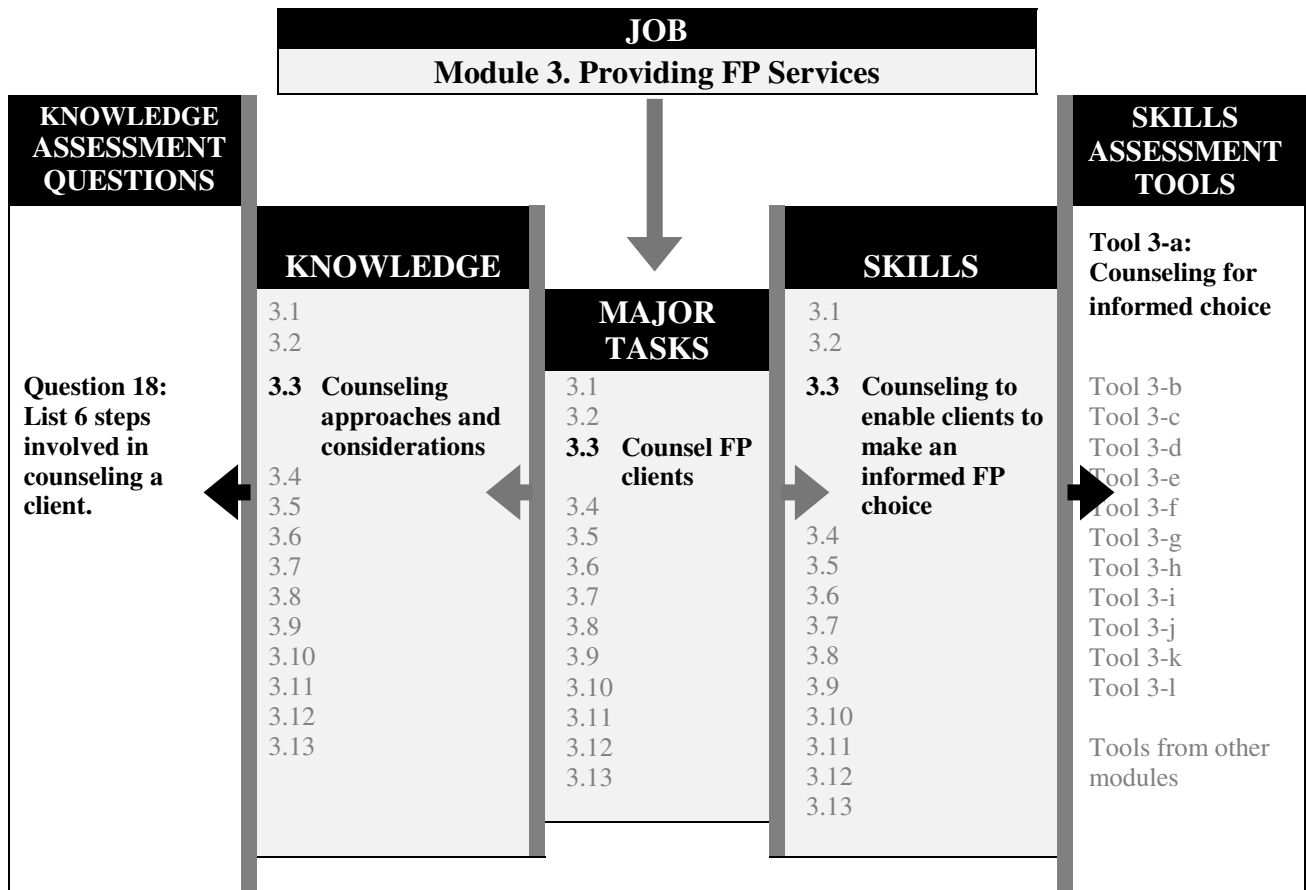 JOB
Module 3. Providing FP Services
KNOWLEDGE
ASSESSMENT
QUESTIONS
Question 18:
List 6 steps
involved in
counseling a
client.
KNOWLEDGE
3.1
3.2
3.3 Counseling
approaches and
considerations
3.4
3.5
3.6
3.7
3.8
3.9
3.10
3.11
3.12
3.13
MAJOR
TASKS
3.1
3.2
3.3 Counsel FP
clients
3.4
3.5
3.6
3.7
3.8
3.9
3.10
3.11
3.12
3.13
SKILLS
3.1
3.2
3.3 Counseling to
enable clients to
make an
informed FP
choice
3.4
3.5
3.6
3.7
3.8
3.9
3.10
3.11
3.12
3.13
SKILLS
ASSESSMENT
TOOLS
Tool 3-a:
Counseling for
informed choice
Tool 3-b
Tool 3-c
Tool 3-d
Tool 3-e
Tool 3-f
Tool 3-g
Tool 3-h
Tool 3-i
Tool 3-j
Tool 3-k
Tool 3-l
Tools from other
modules